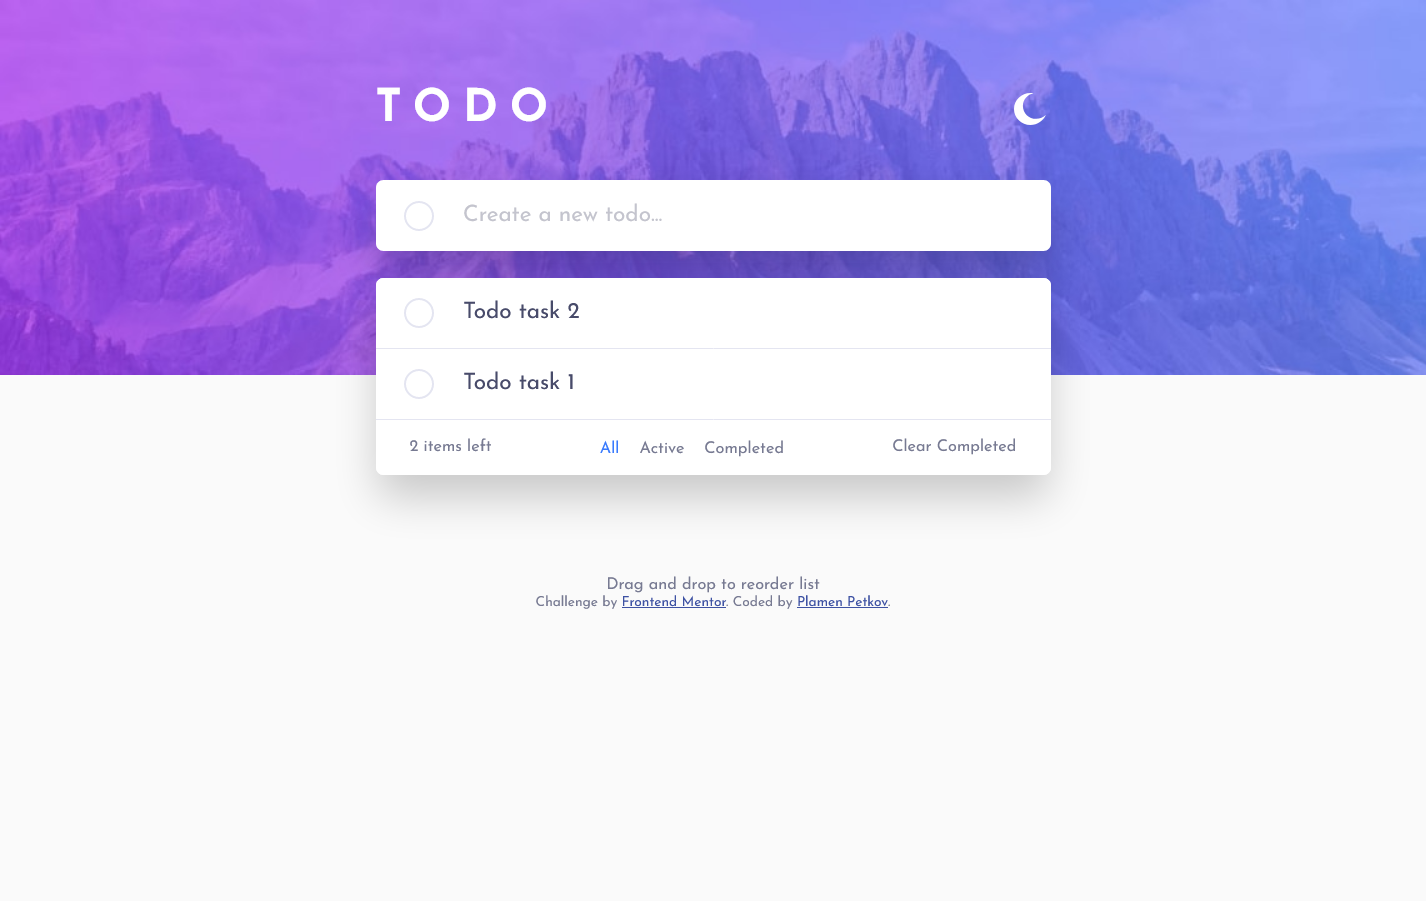 TODO
Create a new todo...
Todo task 2
Todo task 1
2 items left All Active Completed Clear Completed
Drag and drop to reorder list
Challenge by Frontend Mentor. Coded by Plamen Petkov.